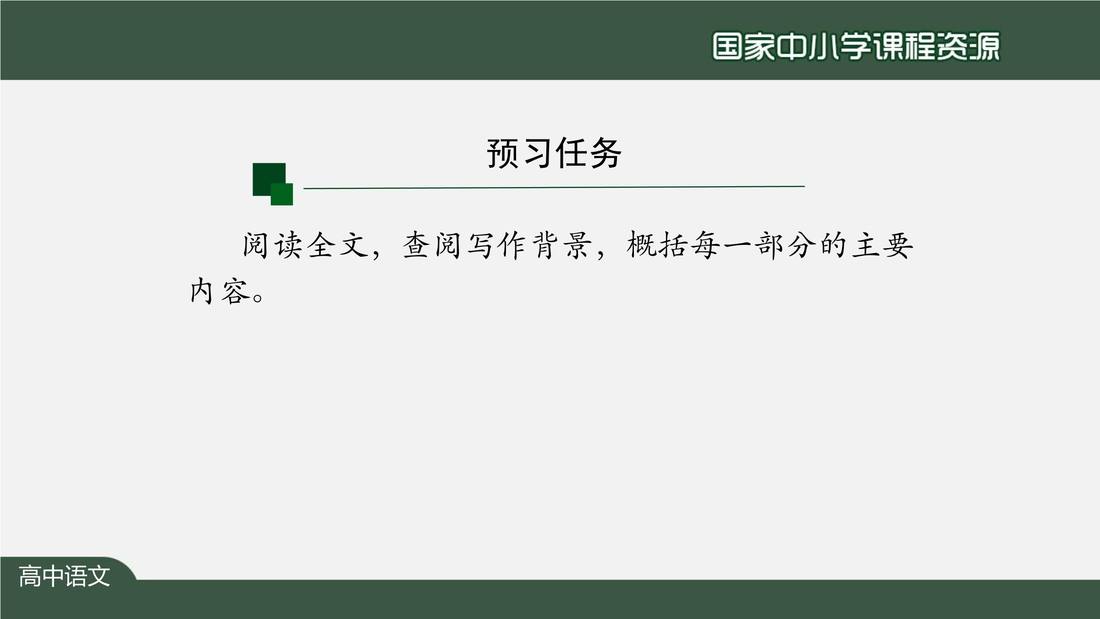 国家中小学课程资源
预习任务
阅读全文，查阅写作背景，概括每一部分的主要
内容。
高中语文